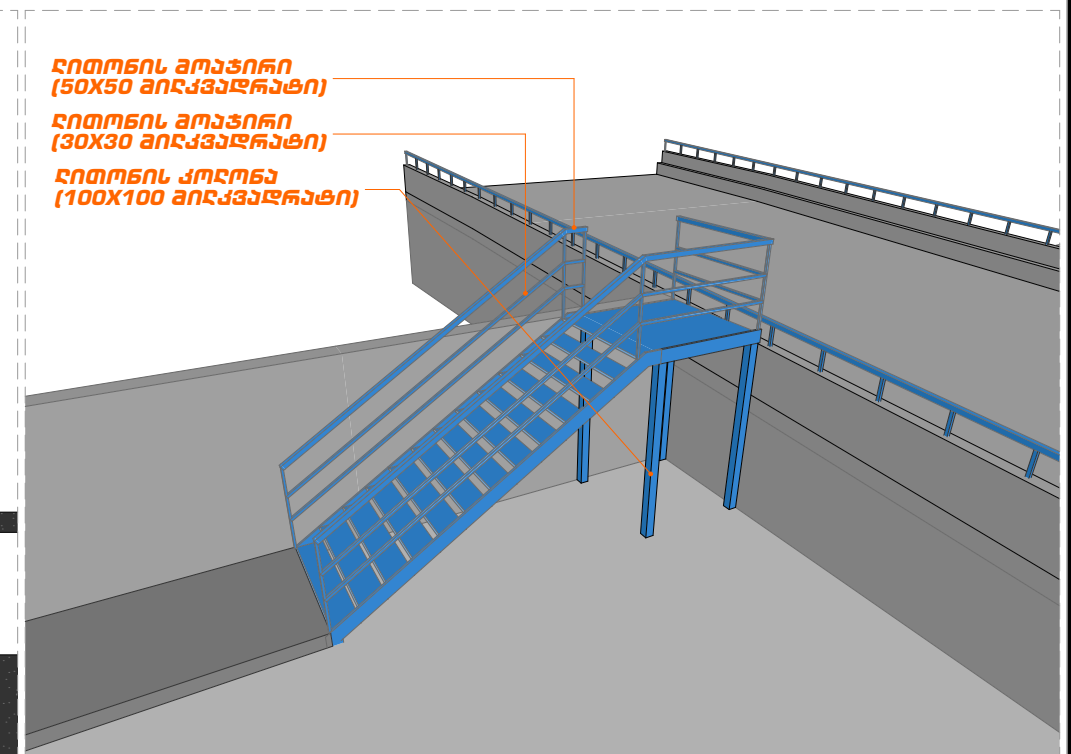 ლითონის მოაჯირი
(50X50 მილკვადრატი)
ლითონის მოაჯირი
(30X30 მილკვადრატი)
ლითონის კოლონა
(100X100 მილკვადრატი)